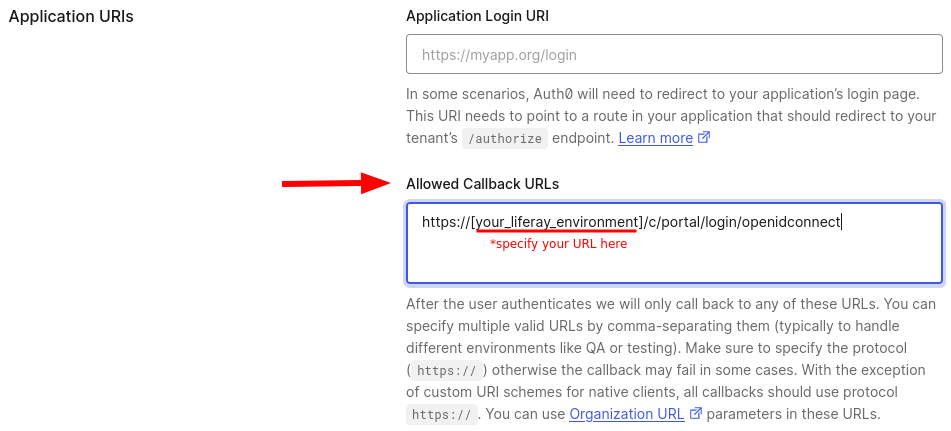 Application URIs
Application Login URI
https://myapp.org/login
In some scenarios, Auth0 will need to redirect to your application's login page.
This URI needs to point to a route in your application that should redirect to your
tenant's /authorize endpoint. Learn more
Allowed Callback URLs
https://[your_liferay_environment]/c/portal/login/openidconnect
*specify your URL here
After the user authenticates we will only call back to any of these URLs. You can
specify multiple valid URLs by comma-separating them (typically to handle
different environments like QA or testing). Make sure to specify the protocol
( https:// ) otherwise the callback may fail in some cases. With the exception
of custom URI schemes for native clients, all callbacks should use protocol
https:// . You can use Organization URL parameters in these URLs.